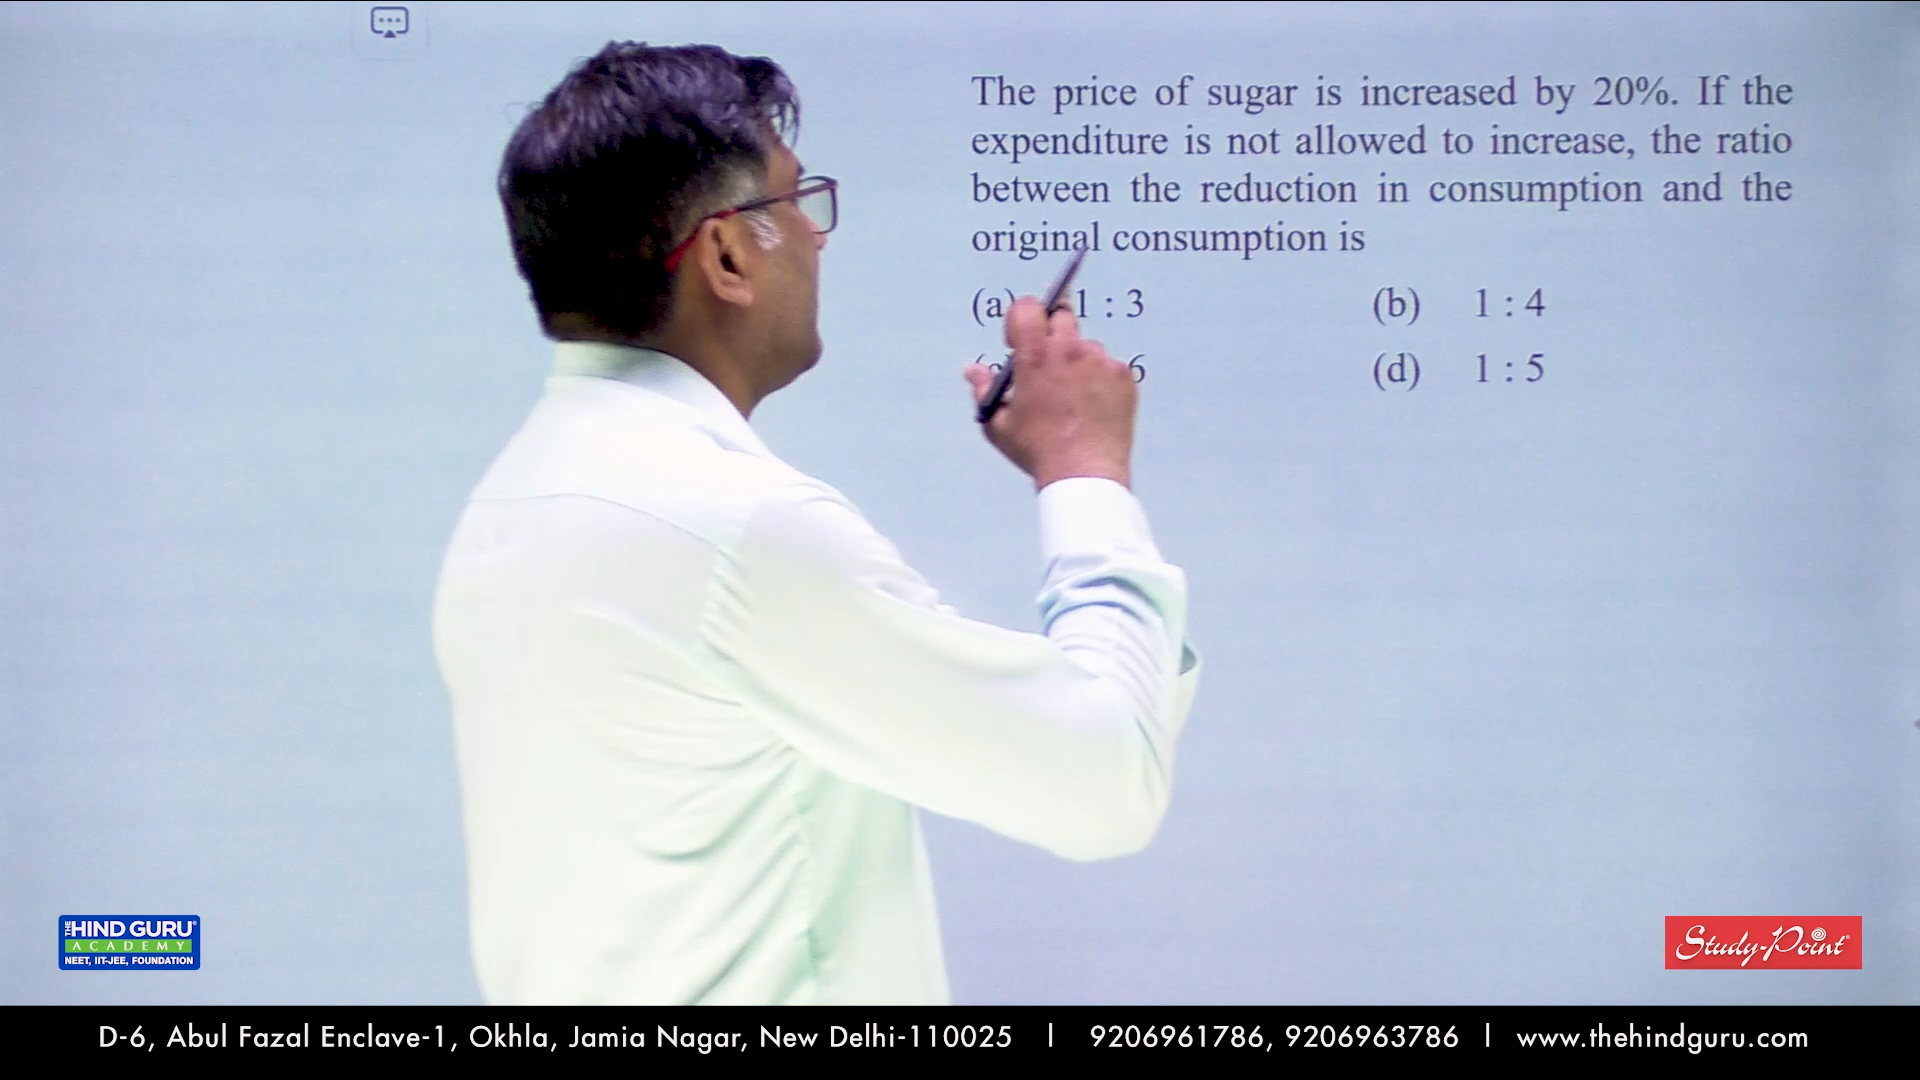 The price of sugar is increased by 20%. If the
expenditure is not allowed to increase, the ratio
between the reduction in consumption and the
original consumption is
(a) 1 : 3 (b) 1 : 4
6 (d) 1 : 5
THE HIND GURU
ACADEMY
NEET, IIT-JEE, FOUNDATION
Study-Point
D-6, Abul Fazal Enclave-1, Okhla, Jamia Nagar, New Delhi-110025 | 9206961786, 9206963786 | www.thehindguru.com